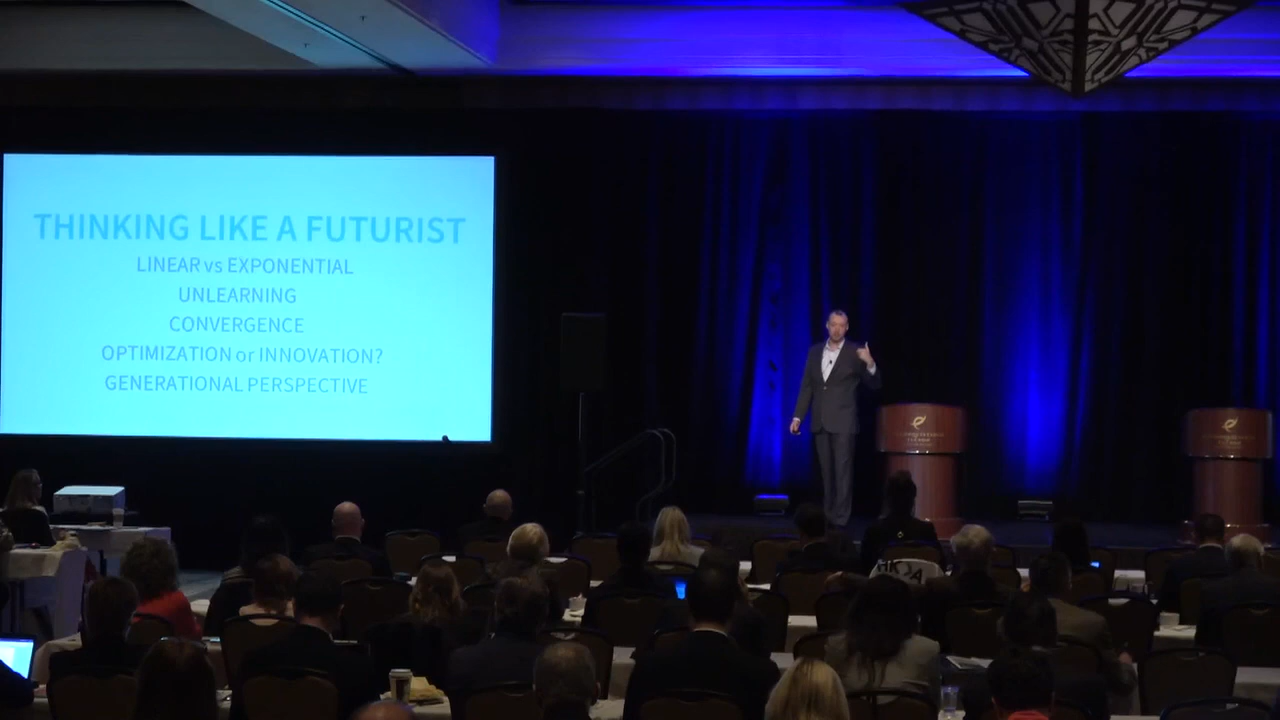 THINKING LIKE A FUTURIST
LINEAR vs EXPONENTIAL
UNLEARNING
CONVERGENCE
OPTIMIZATION or INNOVATION?
GENERATIONAL PERSPECTIVE